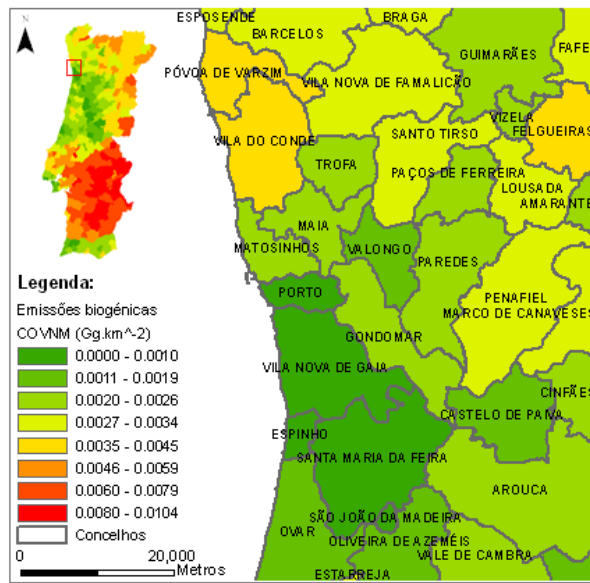 N
ESPOSENDE
BARCELOS
BRAGA
GUIMARÃES
FAFE
PÓVOA DE VARZIM
VILA NOVA DE FAMALICÃO
VIZELA
FELGUEIRAS
VILA DO CONDE
SANTO TIRSO
TROFA
PAÇOS DE FERREIRA
LOUSADA
AMARANTE
MAIA
MATOSINHOS
VALONGO
PAREDES
PORTO
PENAFIEL
MARCO DE CANAVESES
GONDOMAR
VILA NOVA DE GAIA
CINFÃES
CASTELO DE PAIVA
ESPINHO
SANTA MARIA DA FEIRA
AROUCA
SÃO JOÃO DA MADEIRA
OVAR
OLIVEIRA DE AZEMÉIS
VALE DE CAMBRA
ESTARREJA
Legenda:
Emissões biogénicas
COVNM (Gg.km^-2)
0.0000 - 0.0010
0.0011 - 0.0019
0.0020 - 0.0026
0.0027 - 0.0034
0.0035 - 0.0045
0.0046 - 0.0059
0.0060 - 0.0079
0.0080 - 0.0104
Concelhos
0 20,000
Metros